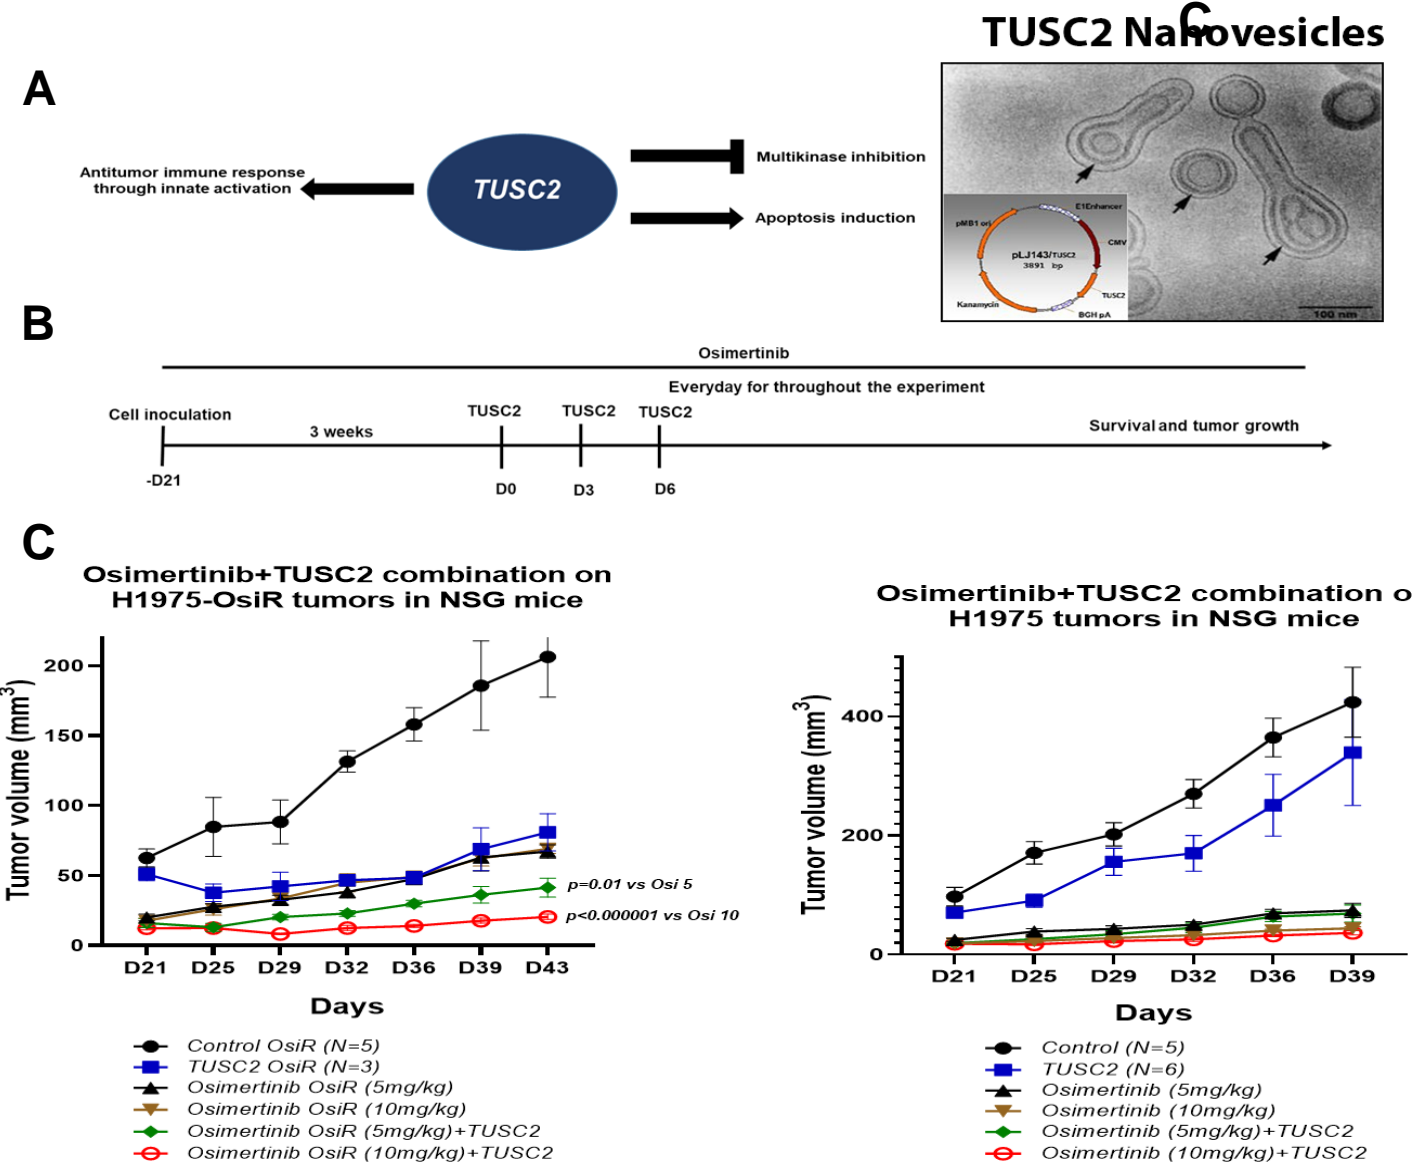 C
TUSC2 Nanovesicles
A
Antitumor immune response
through innate activation
TUSC2
Multikinase inhibition
Apoptosis induction
E1Enhancer
pMB1 ori
CMV
pLJ143/TUSC2
3891 bp
TUSC2
Kanamycin
BGH pA
100 nm
B
Osimertinib
Everyday for throughout the experiment
Cell inoculation
TUSC2 TUSC2 TUSC2
3 weeks
Survival and tumor growth
-D21
D0 D3 D6
C
Osimertinib+TUSC2 combination on
H1975-OsiR tumors in NSG mice
Tumor volume (mm3)
200
150
100
50
0
p=0.01 vs Osi 5
p<0.000001 vs Osi 10
D21 D25 D29 D32 D36 D39 D43
Days
Control OsiR (N=5)
TUSC2 OsiR (N=3)
Osimertinib OsiR (5mg/kg)
Osimertinib OsiR (10mg/kg)
Osimertinib OsiR (5mg/kg)+TUSC2
Osimertinib OsiR (10mg/kg)+TUSC2
Osimertinib+TUSC2 combination o
H1975 tumors in NSG mice
Tumor volume (mm3)
400
200
0
D21 D25 D29 D32 D36 D39
Days
Control (N=5)
TUSC2 (N=6)
Osimertinib (5mg/kg)
Osimertinib (10mg/kg)
Osimertinib (5mg/kg)+TUSC2
Osimertinib (10mg/kg)+TUSC2